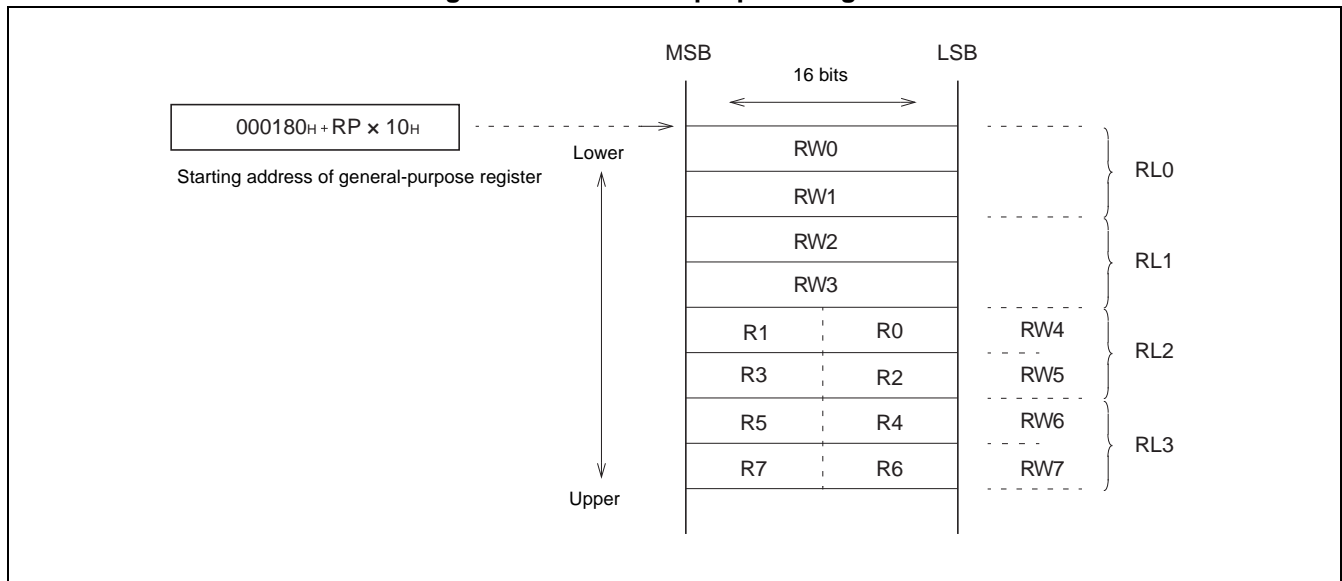 MSB LSB
16 bits
000180H + RP × 10H
Lower
Starting address of general-purpose register
RW0
RL0
RW1
RW2
RL1
RW3
R1 R0 RW4
RL2
R3 R2 RW5
R5 R4 RW6
RL3
R7 R6 RW7
Upper